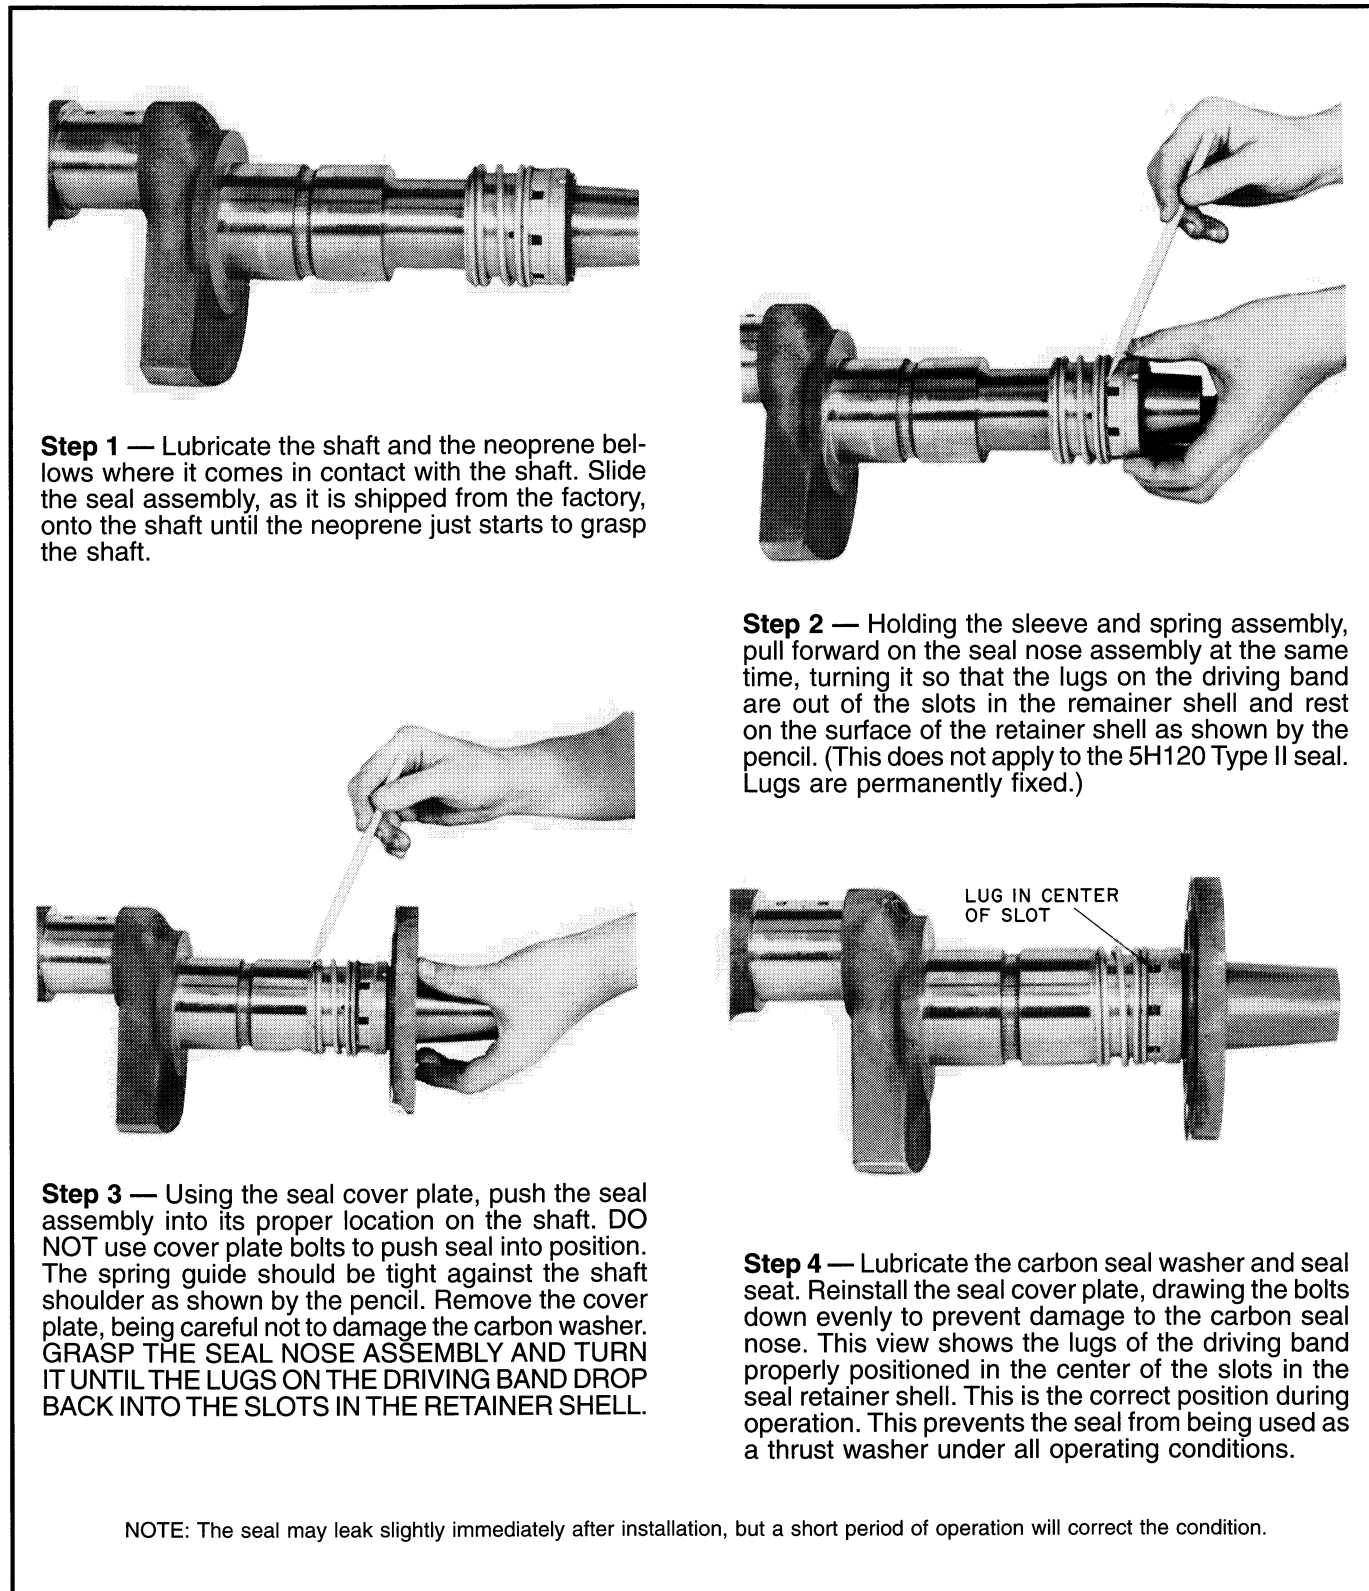 Step 1 — Lubricate the shaft and the neoprene bel-
lows where it comes in contact with the shaft. Slide
the seal assembly, as it is shipped from the factory,
onto the shaft until the neoprene just starts to grasp
the shaft.
Step 2 — Holding the sleeve and spring assembly,
pull forward on the seal nose assembly at the same
time, turning it so that the lugs on the driving band
are out of the slots in the remainer shell and rest
on the surface of the retainer shell as shown by the
pencil. (This does not apply to the 5H120 Type II seal.
Lugs are permanently fixed.)
Step 3 — Using the seal cover plate, push the seal
assembly into its proper location on the shaft. DO
NOT use cover plate bolts to push seal into position.
The spring guide should be tight against the shaft
shoulder as shown by the pencil. Remove the cover
plate, being careful not to damage the carbon washer.
GRASP THE SEAL NOSE ASSEMBLY AND TURN
IT UNTIL THE LUGS ON THE DRIVING BAND DROP
BACK INTO THE SLOTS IN THE RETAINER SHELL.
LUG IN CENTER
OF SLOT
Step 4 — Lubricate the carbon seal washer and seal
seat. Reinstall the seal cover plate, drawing the bolts
down evenly to prevent damage to the carbon seal
nose. This view shows the lugs of the driving band
properly positioned in the center of the slots in the
seal retainer shell. This is the correct position during
operation. This prevents the seal from being used as
a thrust washer under all operating conditions.
NOTE: The seal may leak slightly immediately after installation, but a short period of operation will correct the condition.